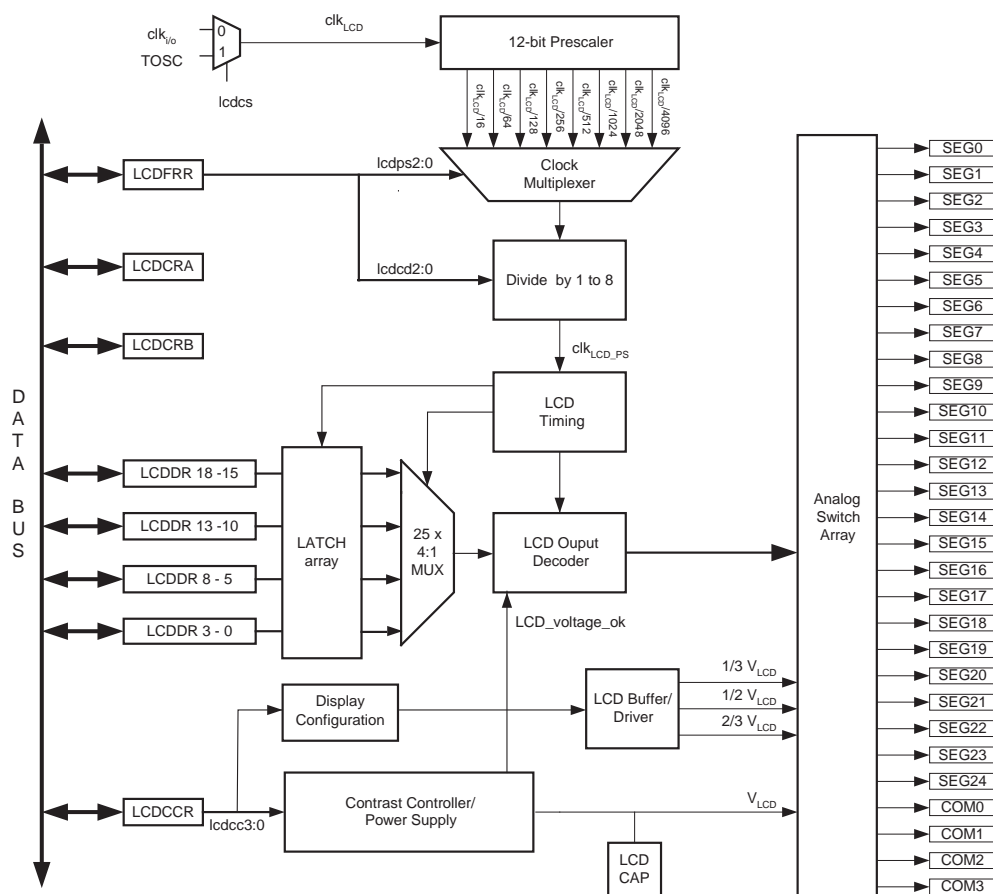 clk_LCD
12-bit Prescaler
clk_i/o
0
1
TOSC
lcdcs
clk_LCD/16
clk_LCD/64
clk_LCD/128
clk_LCD/256
clk_LCD/512
clk_LCD/1024
clk_LCD/2048
clk_LCD/4096
LCDFRR
lcdps2:0
Clock
Multiplexer
LCDCRA
lcdcd2:0
Divide by 1 to 8
LCDCRB
clk_LCD_PS
DATA BUS
LCD
Timing
LCDDR 18 -15
LCDDR 13 -10
LCDDR 8 - 5
LCDDR 3 - 0
LATCH
array
25 x
4:1
MUX
LCD Ouput
Decoder
LCD_voltage_ok
Analog
Switch
Array
Display
Configuration
LCD Buffer/
Driver
1/3 V_LCD
1/2 V_LCD
2/3 V_LCD
LCDCCR
lcdcc3:0
Contrast Controller/
Power Supply
V_LCD
LCD
CAP
SEG0
SEG1
SEG2
SEG3
SEG4
SEG5
SEG6
SEG7
SEG8
SEG9
SEG10
SEG11
SEG12
SEG13
SEG14
SEG15
SEG16
SEG17
SEG18
SEG19
SEG20
SEG21
SEG22
SEG23
SEG24
COM0
COM1
COM2
COM3